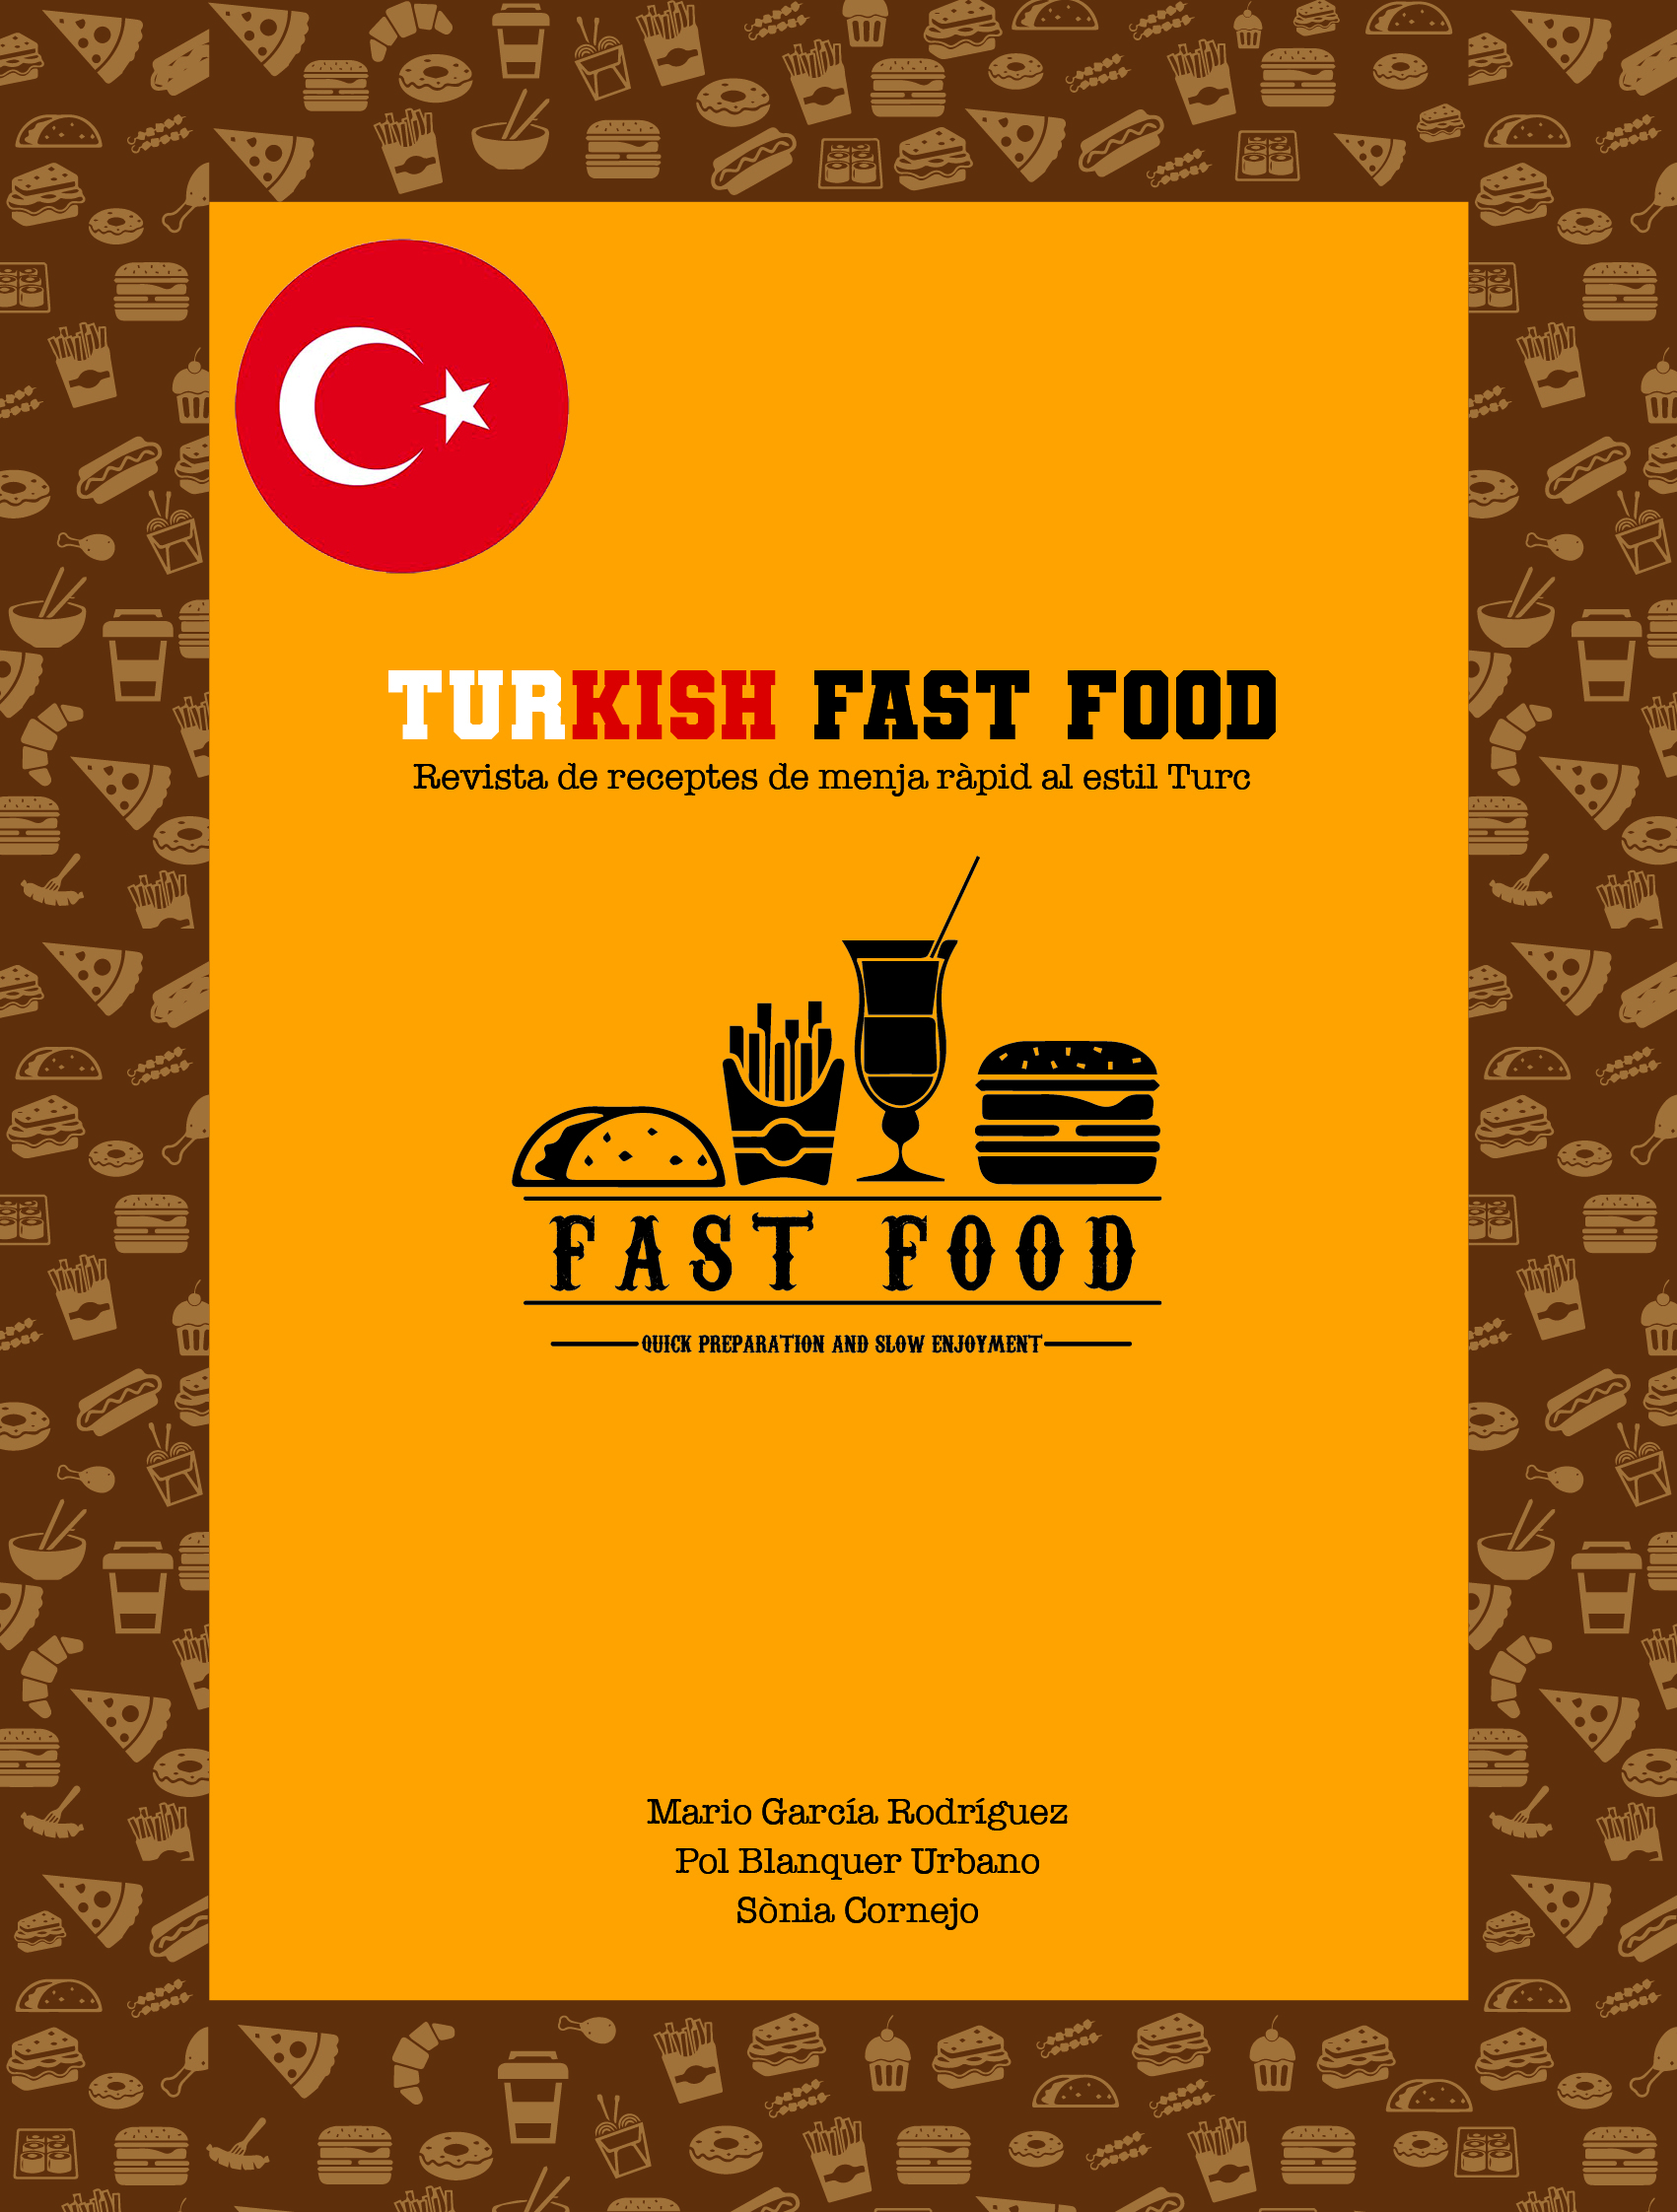 TURKISH FAST FOOD
Revista de receptes de menja ràpid al estil Turc
FAST FOOD
QUICK PREPARATION AND SLOW ENJOYMENT
Mario García Rodríguez
Pol Blanquer Urbano
Sònia Cornejo